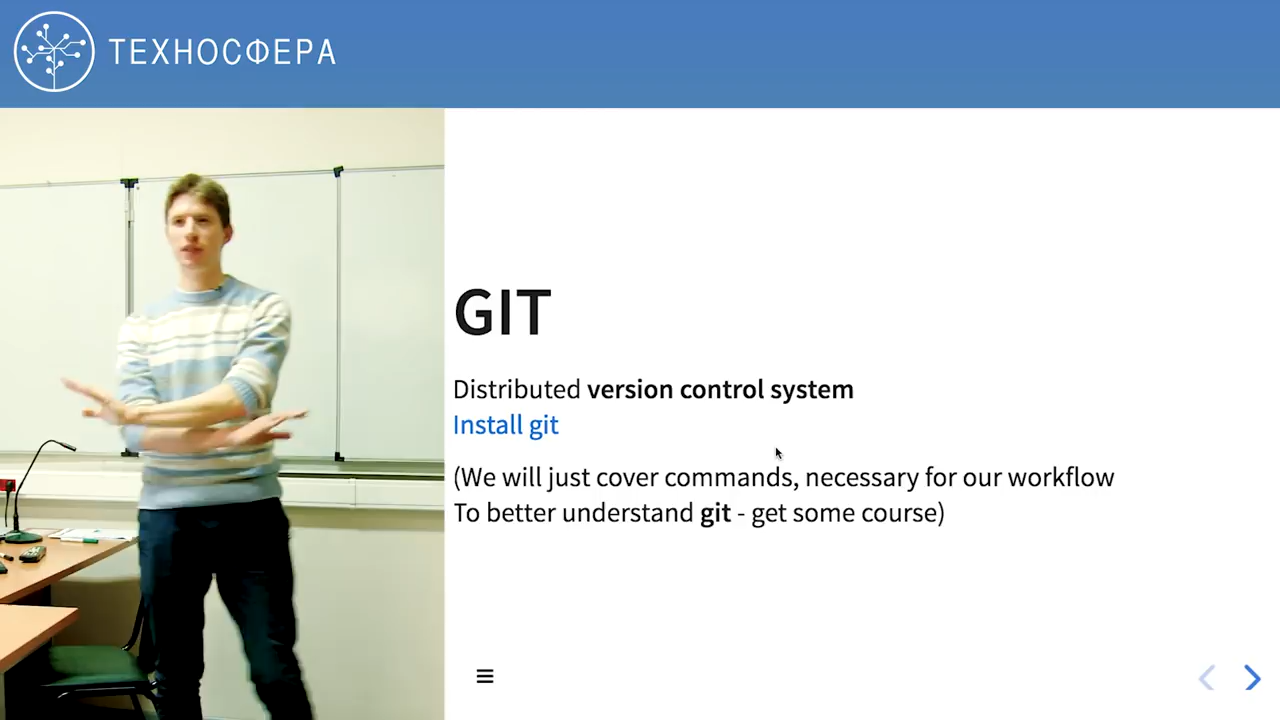 ТЕХНОСФЕРА
GIT
Distributed version control system
Install git
(We will just cover commands, necessary for our workflow
To better understand git - get some course)